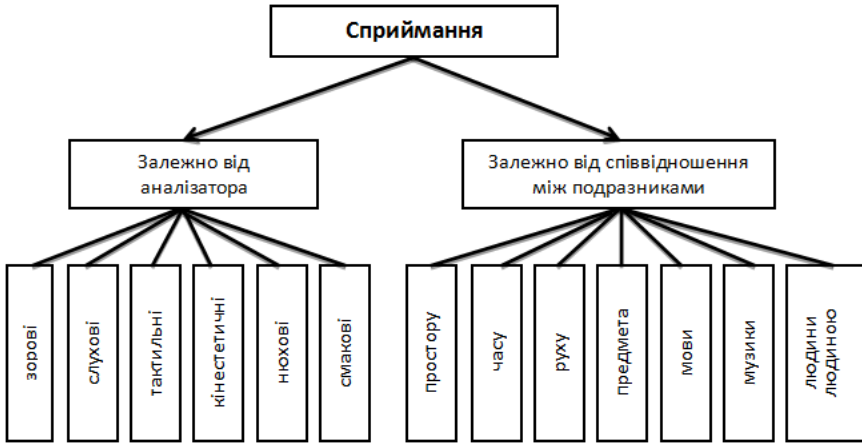 Сприймання
Залежно від
аналізатора
Залежно від співвідношення
між подразниками
зорові
слухові
тактильні
кінестетичні
нюхові
смакові
простору
часу
руху
предмета
мови
музики
людини
людиною